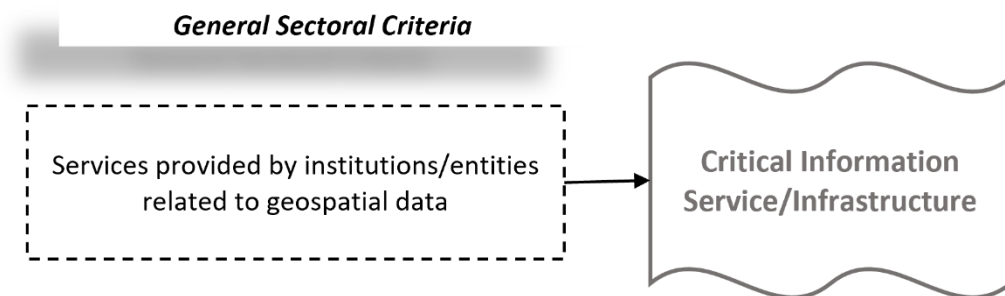 General Sectoral Criteria
Services provided by institutions/entities
related to geospatial data
Critical Information
Service/Infrastructure